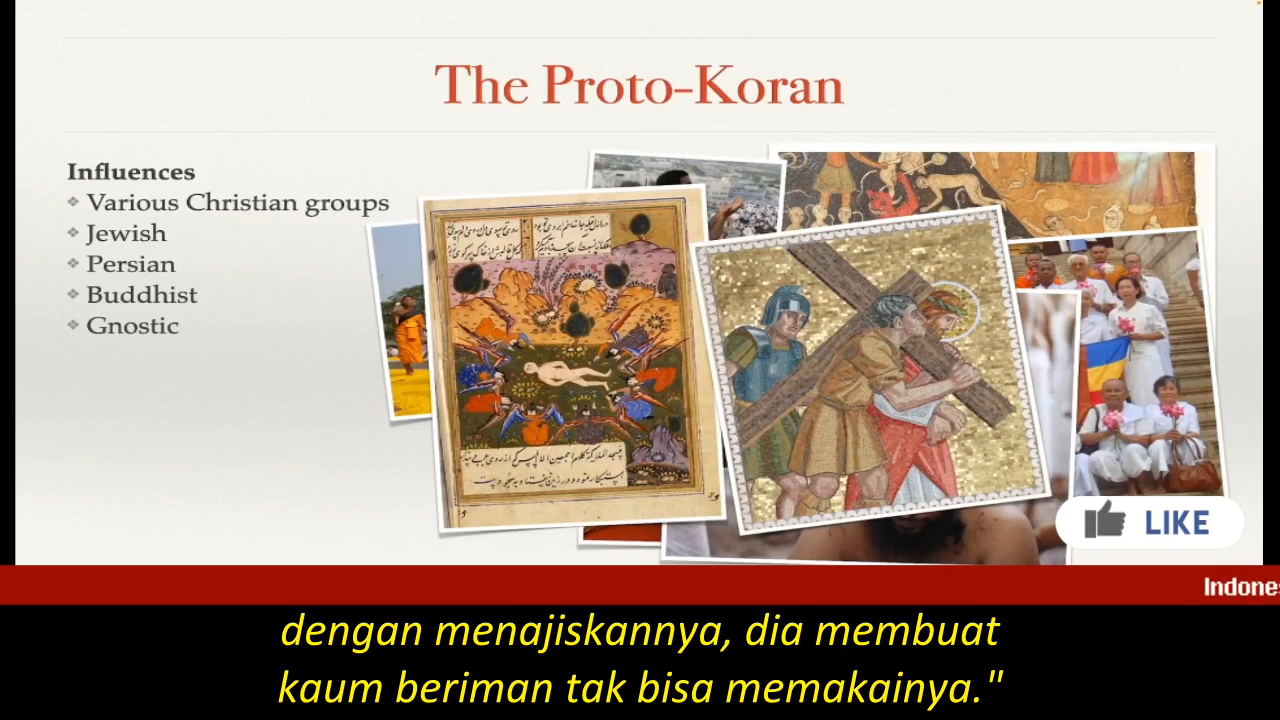 The Proto-Koran
Influences
Various Christian groups
Jewish
Persian
Buddhist
Gnostic
LIKE
Indone
dengan menajiskannya, dia membuat
kaum beriman tak bisa memakainya."